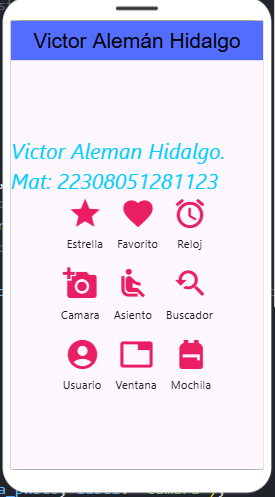 Victor Alemán Hidalgo
Victor Aleman Hidalgo.
Mat: 22308051281123
Estrella Favorito Reloj
Camara Asiento Buscador
Usuario Ventana Mochila